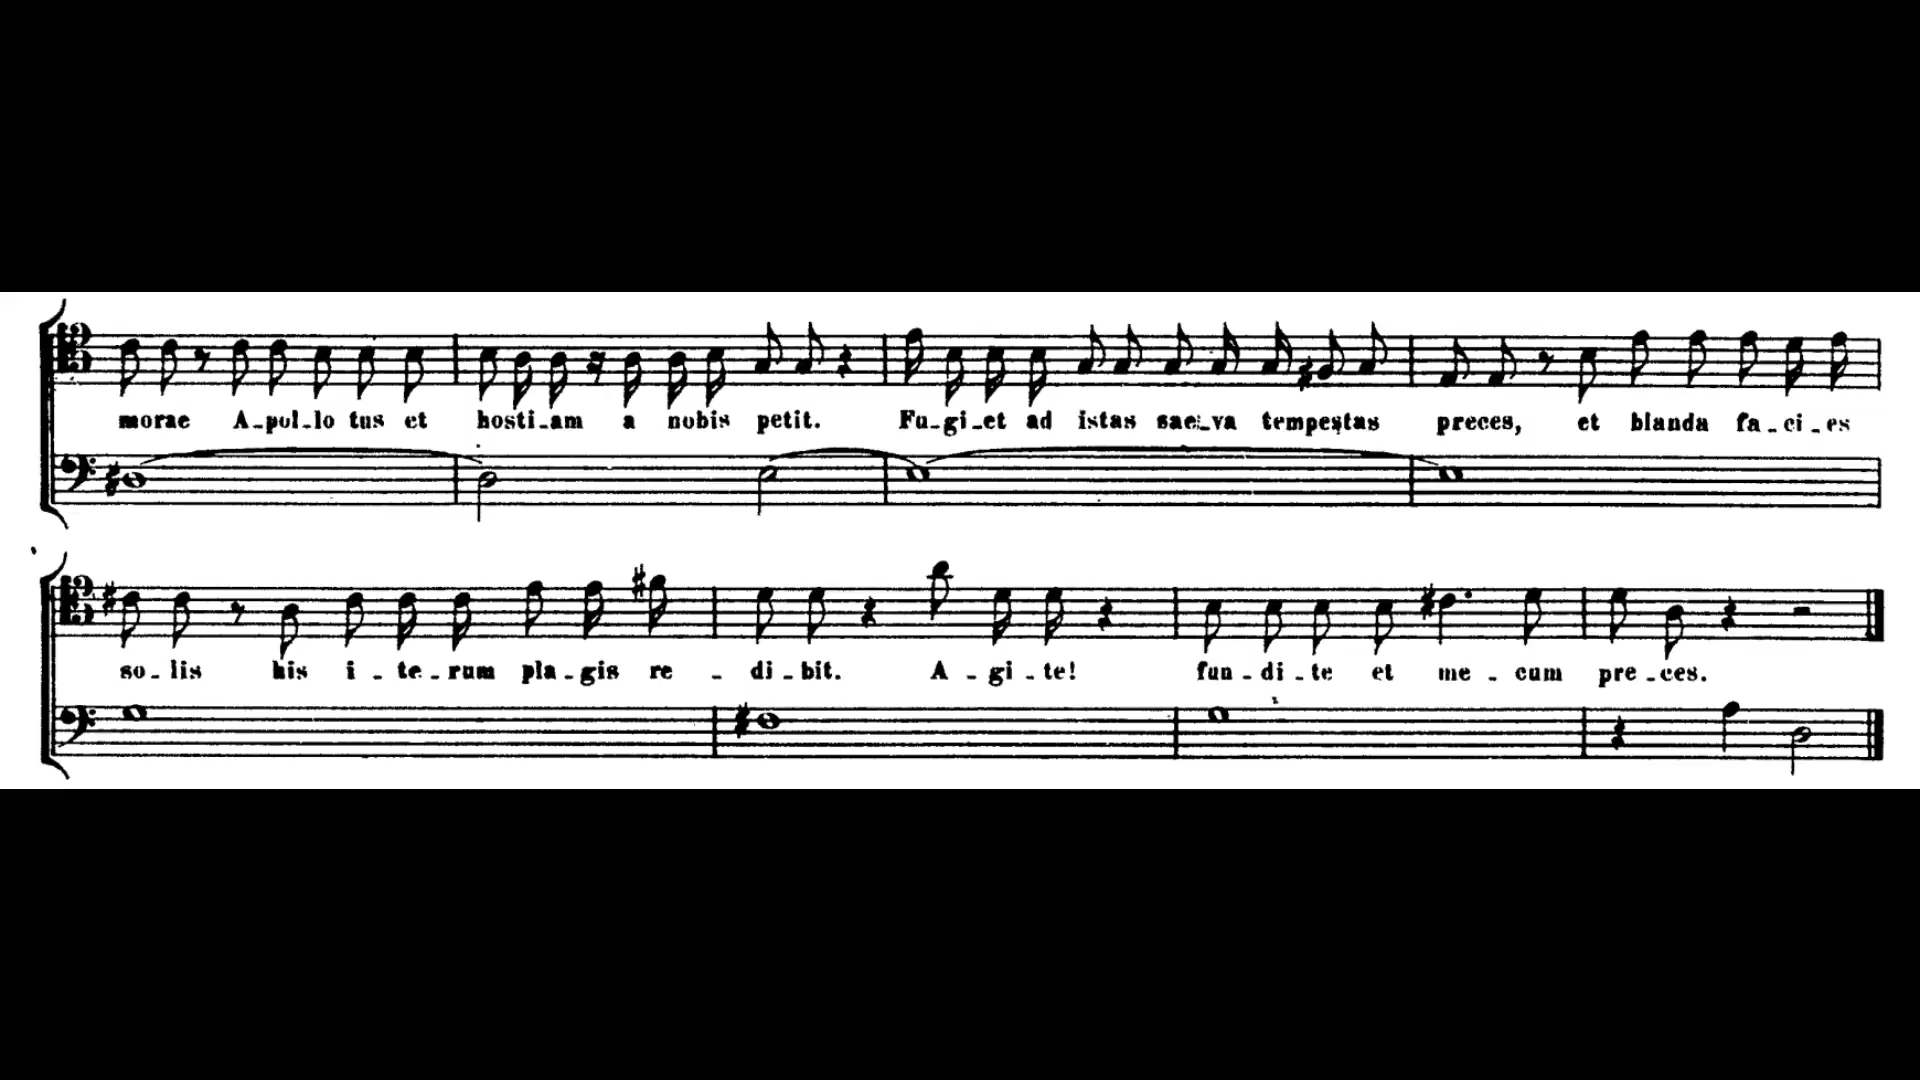 morae A-pol-lo tus et hosti-am a nobis petit. Fu-gi-et ad istas sae-va tempestas preces, et blanda fa-ci-es
so-lis his i-te-rum pla-gis re-di-bit. A-gi-te! fun-di-te et me-cum pre-ces.